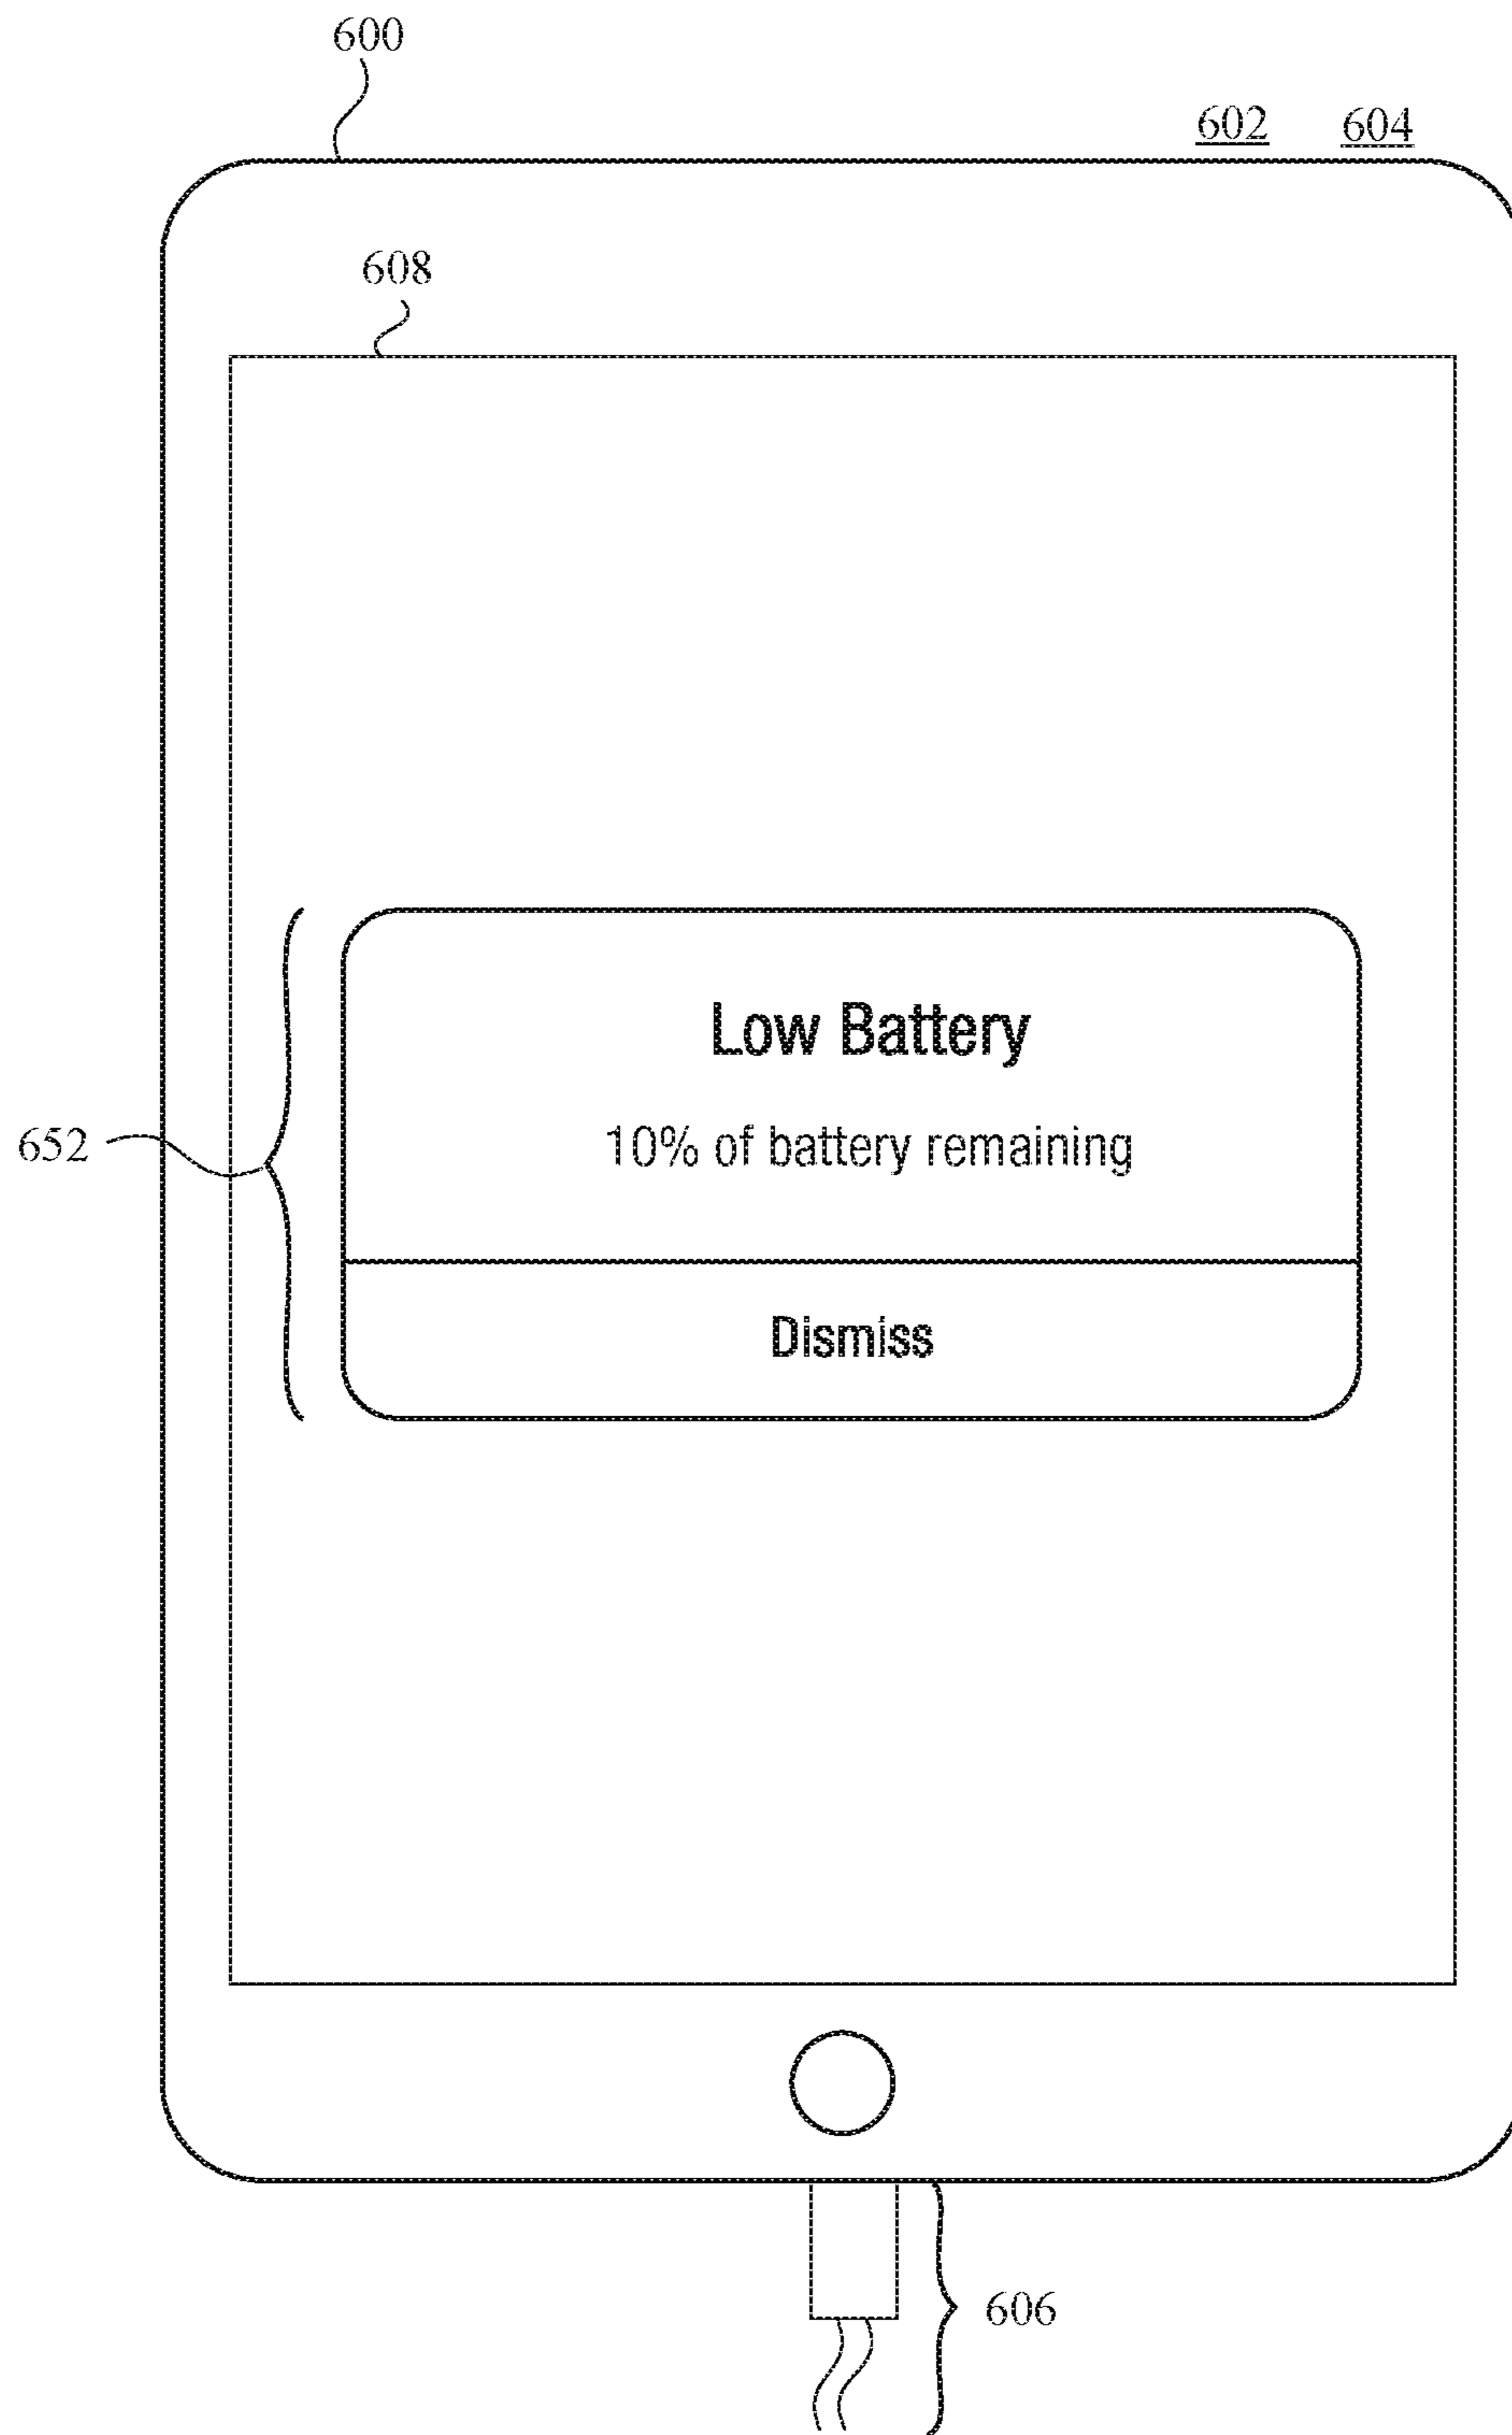 600
602 604
608
Low Battery
652
10% of battery remaining
Dismiss
606